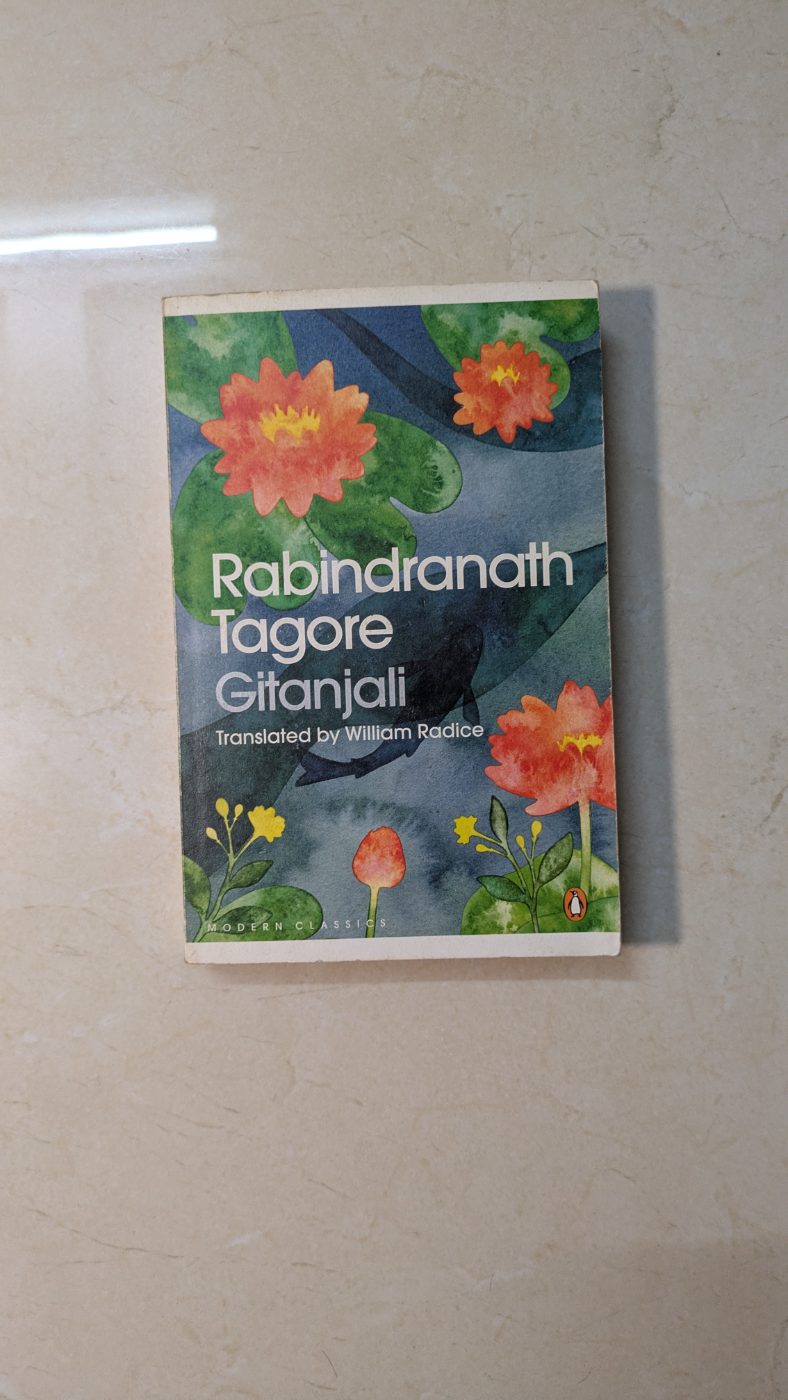 Rabindranath
Tagore
Gitanjali
Translated by William Radice
MODERN CLASSICS